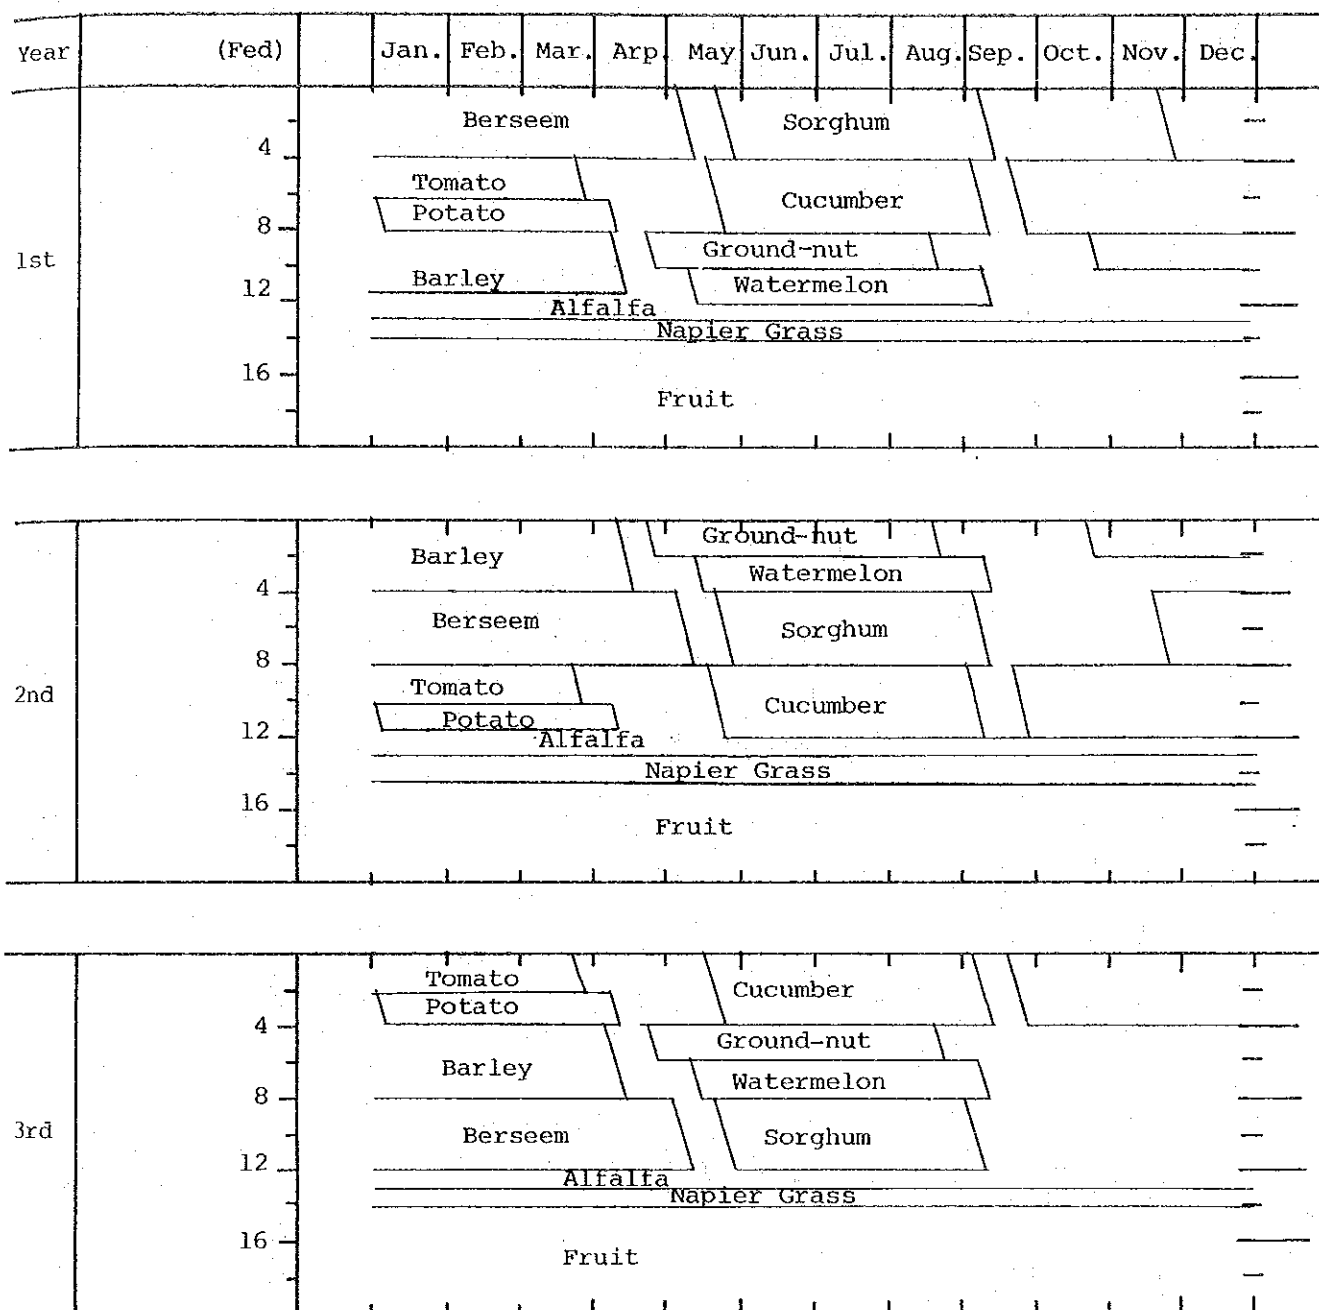 Year (Fed) Jan. Feb. Mar. Arp. May Jun. Jul. Aug. Sep. Oct. Nov. Dec.
Berseem Sorghum
4
Tomato
Cucumber
Potato
8
1st
Ground-nut
Barley Watermelon
12
Alfalfa
Napier Grass
16
Fruit
Ground-nut
Barley
Watermelon
4
Berseem Sorghum
8
2nd
Tomato
Cucumber
Potato
12
Alfalfa
Napier Grass
16
Fruit
Tomato
Cucumber
Potato
4
Ground-nut
Barley
Watermelon
8
3rd
Berseem Sorghum
12
Alfalfa
Napier Grass
16
Fruit